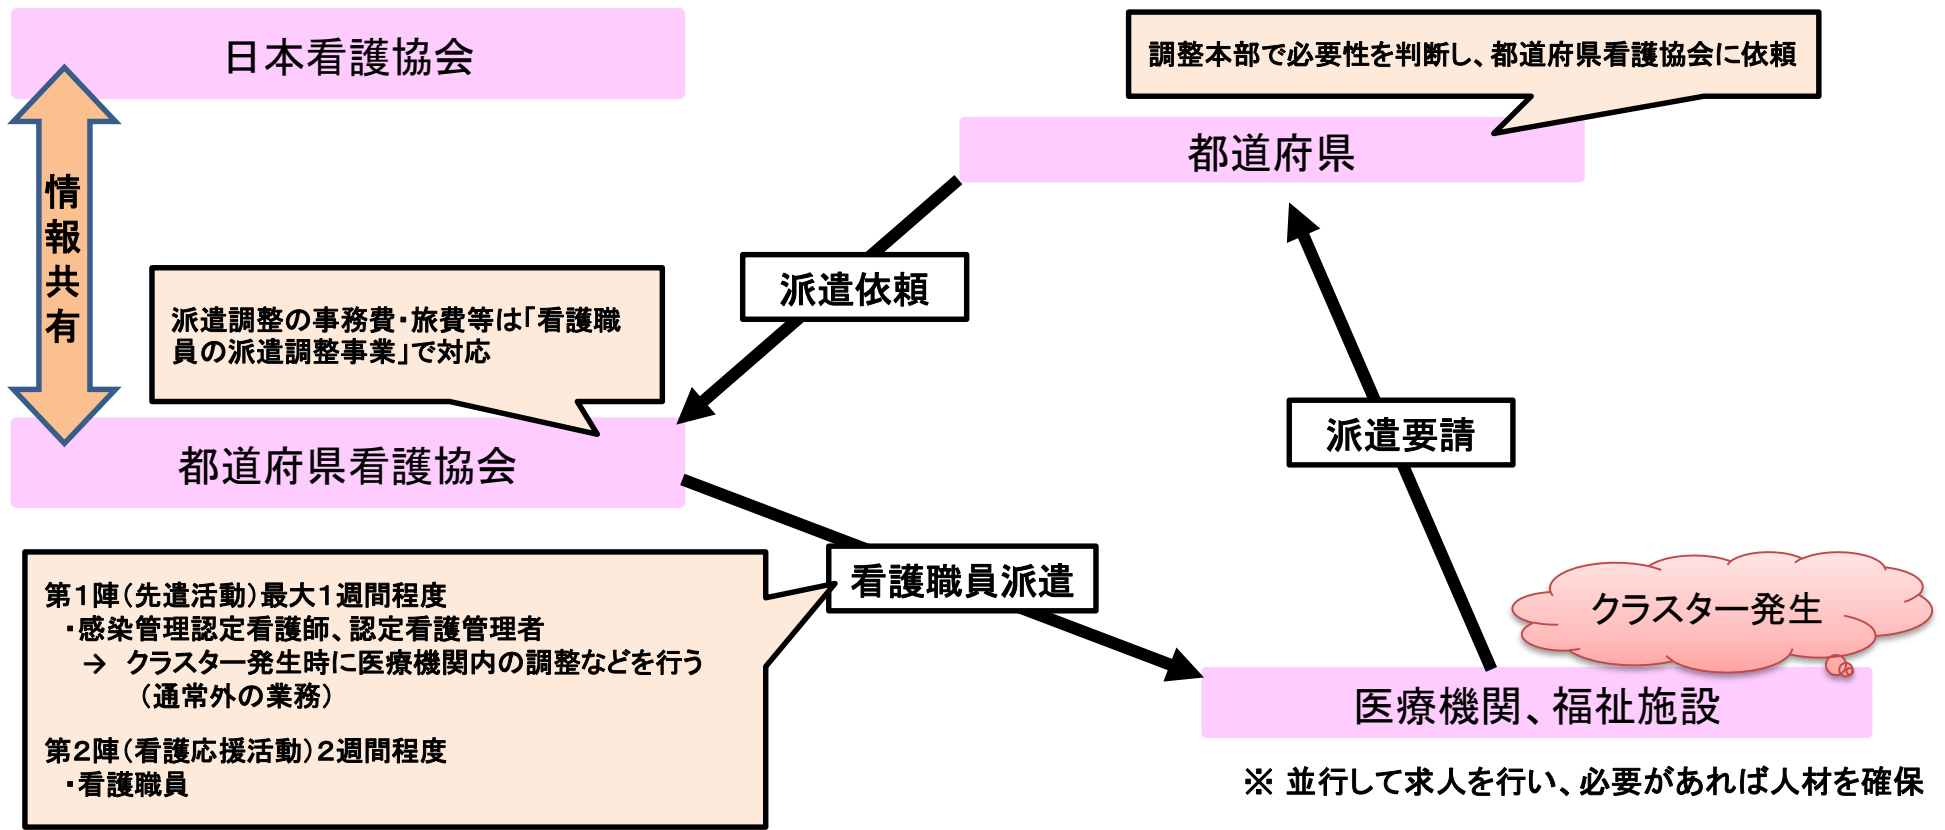 日本看護協会
調整本部で必要性を判断し、都道府県看護協会に依頼
都道府県
情報共有
派遣依頼
派遣調整の事務費・旅費等は「看護職
員の派遣調整事業」で対応
派遣要請
都道府県看護協会
看護職員派遣
クラスター発生
第１陣（先遣活動）最大１週間程度
・感染管理認定看護師、認定看護管理者
→ クラスター発生時に医療機関内の調整などを行う
（通常外の業務）
第２陣（看護応援活動）２週間程度
・看護職員
医療機関、福祉施設
※ 並行して求人を行い、必要があれば人材を確保